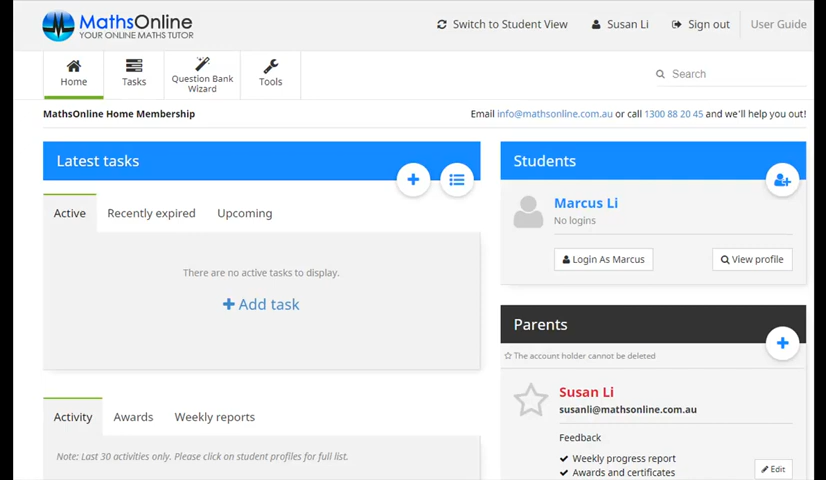 MathsOnline
YOUR ONLINE MATHS TUTOR
Switch to Student View
Susan Li
Sign out
User Guide
Home
Tasks
Question Bank
Wizard
Tools
Search
MathsOnline Home Membership
Email info@mathsonline.com.au or call 1300 88 20 45 and we'll help you out!
Latest tasks
Active
Recently expired
Upcoming
There are no active tasks to display.
+ Add task
Activity
Awards
Weekly reports
Note: Last 30 activities only. Please click on student profiles for full list.
Students
Marcus Li
No logins
Login As Marcus
View profile
Parents
The account holder cannot be deleted
Susan Li
susanli@mathsonline.com.au
Feedback
Weekly progress report
Awards and certificates
Edit